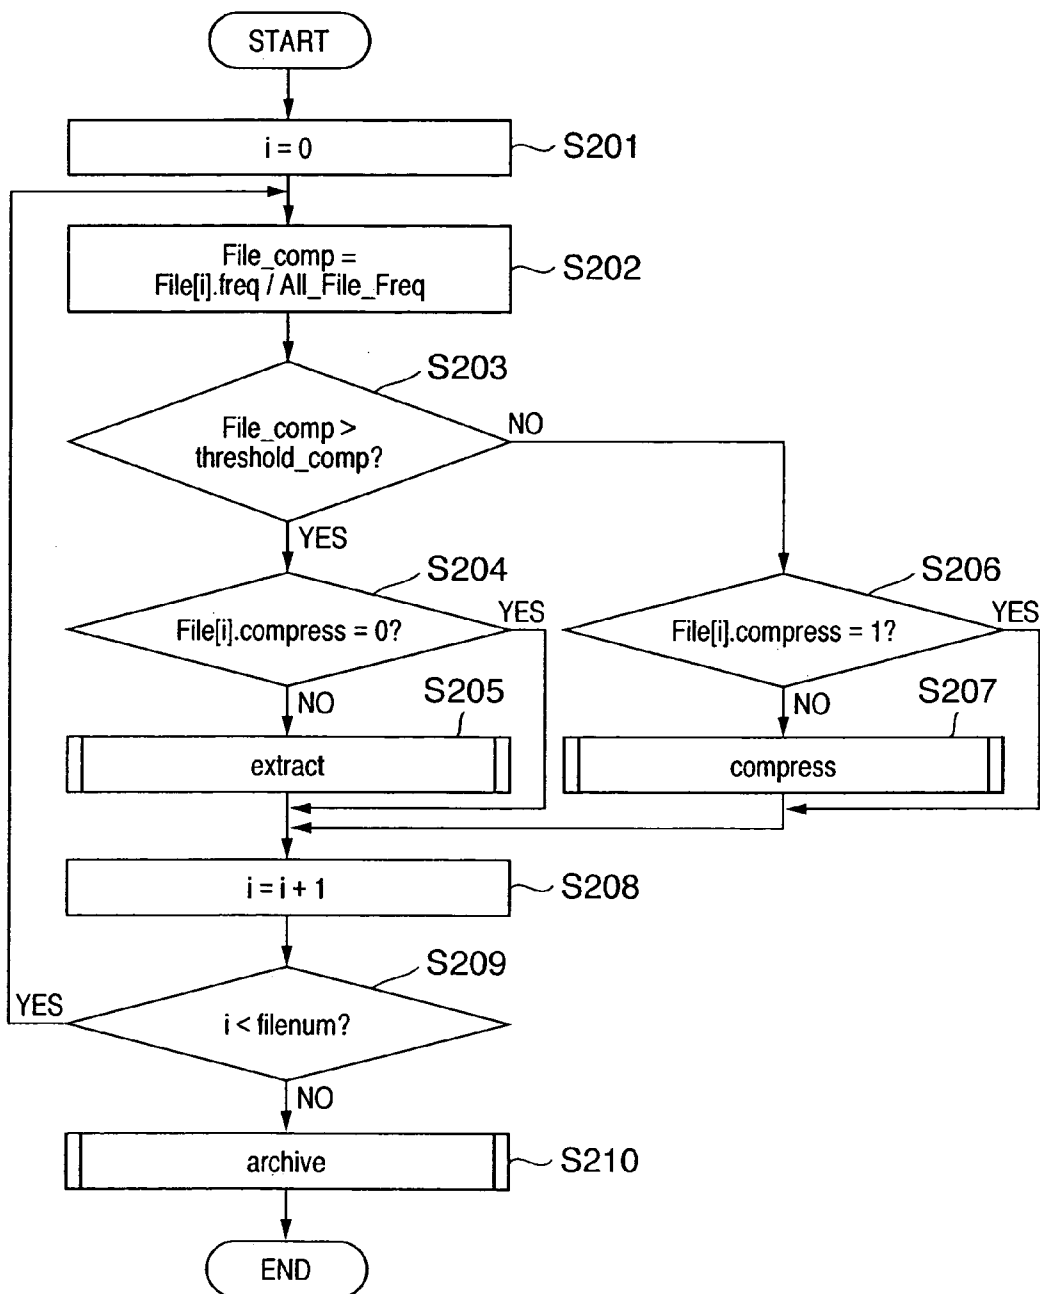 START
i = 0
S201
File_comp =
File[i].freq / All_File_Freq
S202
S203
File_comp >
threshold_comp?
NO
YES
S204
File[i].compress = 0?
YES
NO
S206
File[i].compress = 1?
YES
NO
S205
extract
S207
compress
i = i + 1
S208
S209
i < filenum?
YES
NO
archive
S210
END